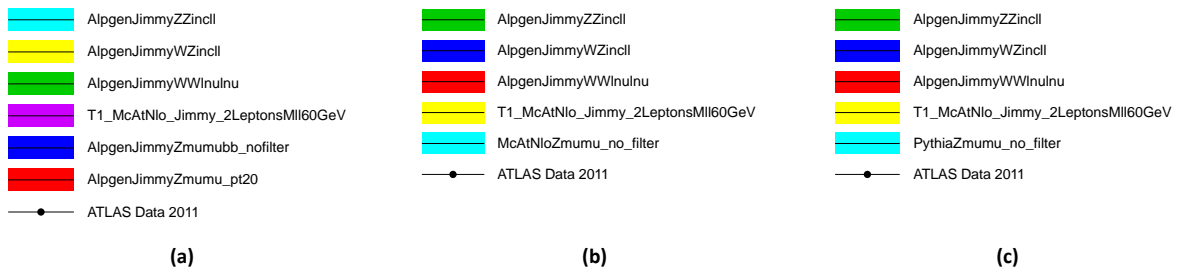 AlpgenJimmyZZincll
AlpgenJimmyWZincll
AlpgenJimmyWWlnulnu
T1_McAtNlo_Jimmy_2LeptonsMll60GeV
AlpgenJimmyZmumubb_nofilter
AlpgenJimmyZmumu_pt20
ATLAS Data 2011
(a)
AlpgenJimmyZZincll
AlpgenJimmyWZincll
AlpgenJimmyWWlnulnu
T1_McAtNlo_Jimmy_2LeptonsMll60GeV
McAtNloZmumu_no_filter
ATLAS Data 2011
(b)
AlpgenJimmyZZincll
AlpgenJimmyWZincll
AlpgenJimmyWWlnulnu
T1_McAtNlo_Jimmy_2LeptonsMll60GeV
PythiaZmumu_no_filter
ATLAS Data 2011
(c)